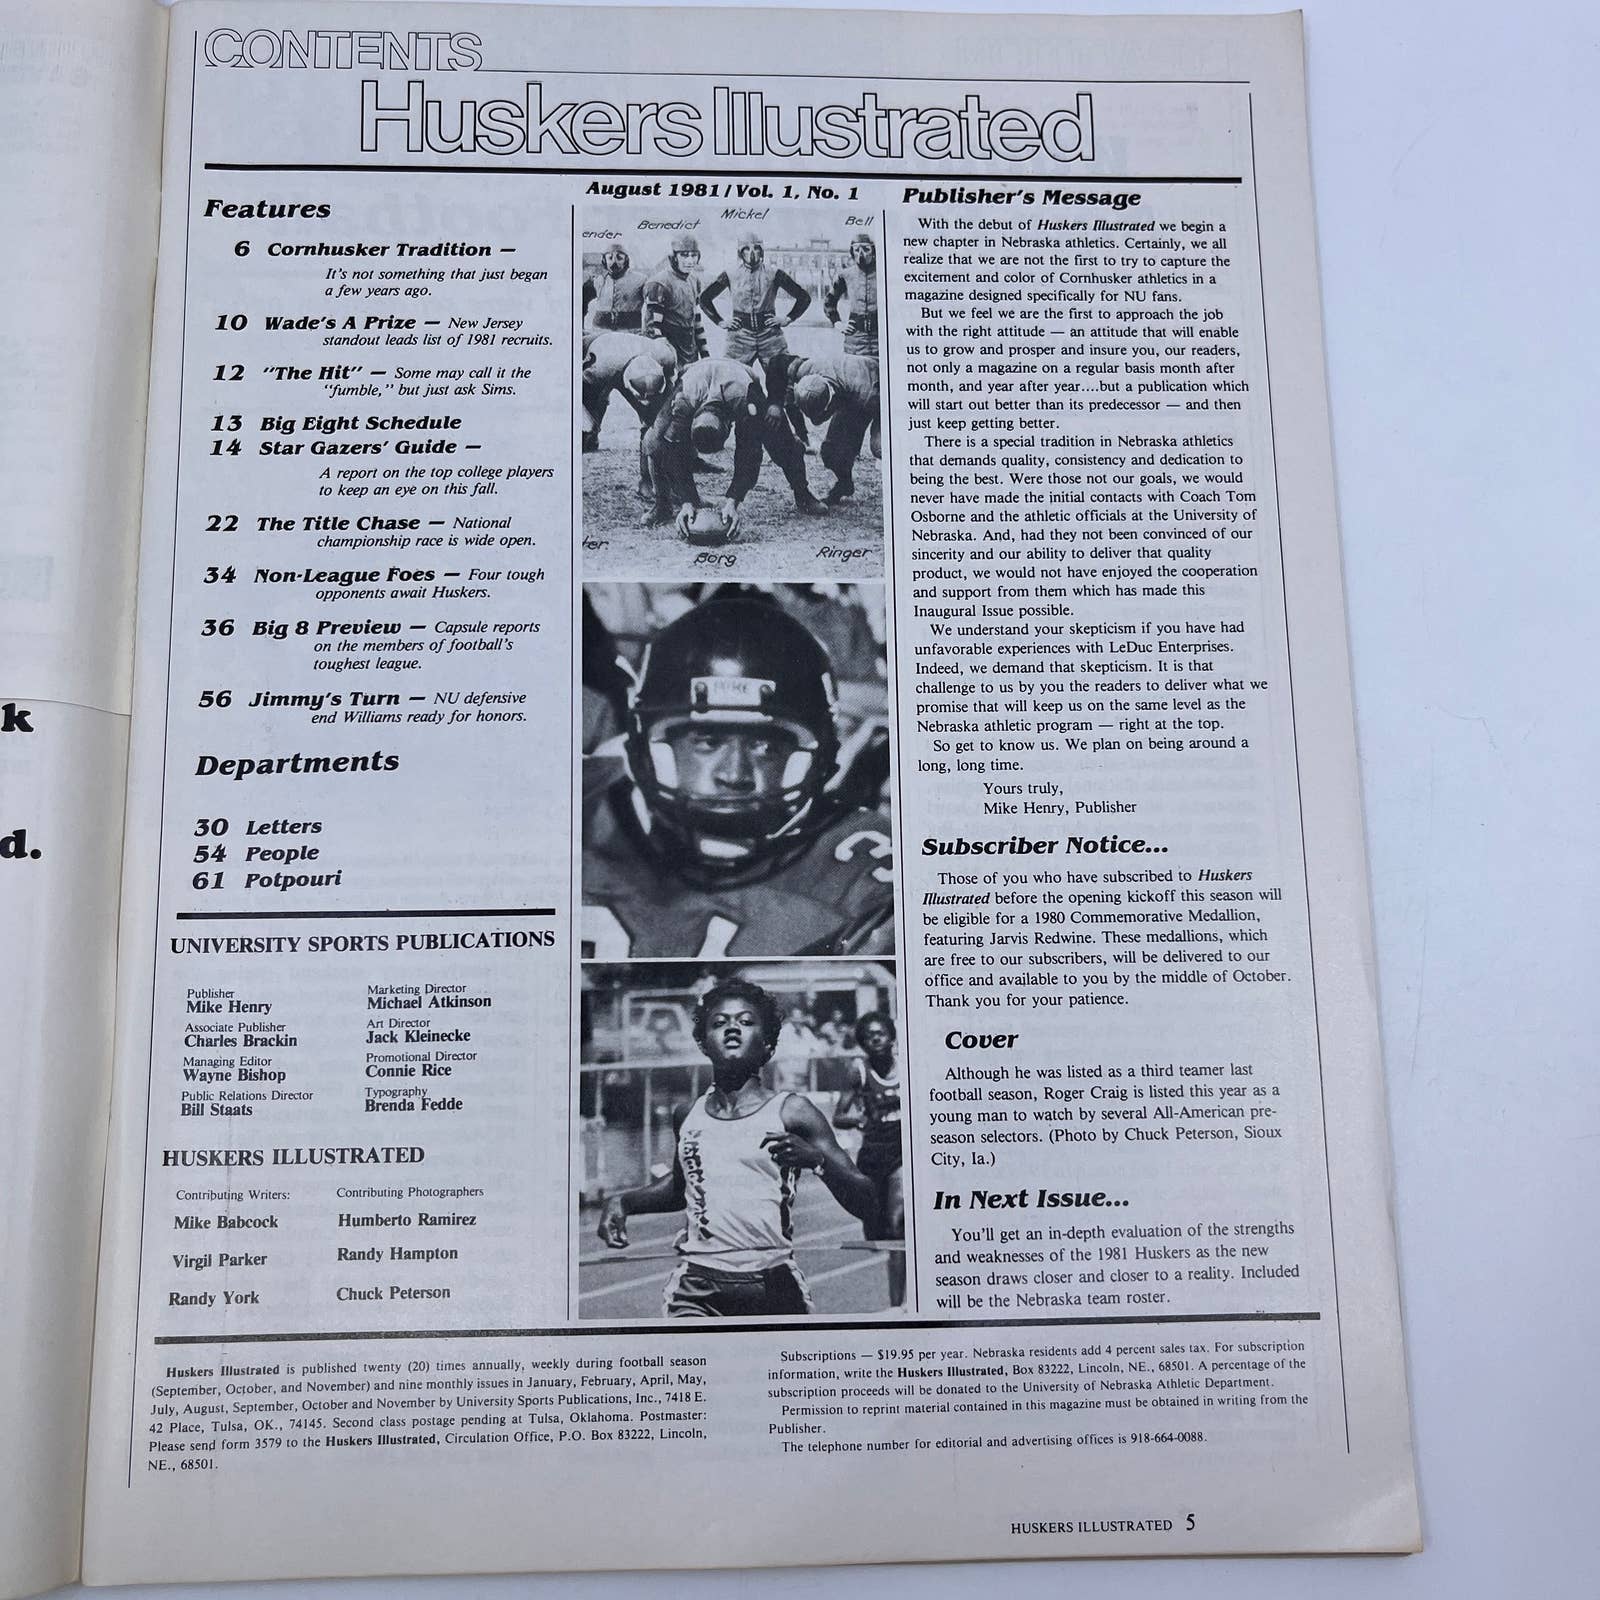 k
d.
CONTENTS
Huskers Illustrated
Features
6 Cornhusker Tradition —
It's not something that just began
a few years ago.
10 Wade's A Prize — New Jersey
standout leads list of 1981 recruits.
12 "The Hit" — Some may call it the
"fumble," but just ask Sims.
13 Big Eight Schedule
14 Star Gazers' Guide —
A report on the top college players
to keep an eye on this fall.
22 The Title Chase — National
championship race is wide open.
34 Non-League Foes — Four tough
opponents await Huskers.
36 Big 8 Preview — Capsule reports
on the members of football's
toughest league.
56 Jimmy's Turn — NU defensive
end Williams ready for honors.
Departments
30 Letters
54 People
61 Potpouri
UNIVERSITY SPORTS PUBLICATIONS
Publisher
Mike Henry
Associate Publisher
Charles Brackin
Managing Editor
Wayne Bishop
Public Relations Director
Bill Staats
Marketing Director
Michael Atkinson
Art Director
Jack Kleinecke
Promotional Director
Connie Rice
Typography
Brenda Fedde
HUSKERS ILLUSTRATED
Contributing Writers:
Mike Babcock
Virgil Parker
Randy York
Contributing Photographers
Humberto Ramirez
Randy Hampton
Chuck Peterson
August 1981/Vol. 1, No. 1
ender Benedict Mickel Bell
ter Borg Ringer
MIKE
Publisher's Message
With the debut of Huskers Illustrated we begin a
new chapter in Nebraska athletics. Certainly, we all
realize that we are not the first to try to capture the
excitement and color of Cornhusker athletics in a
magazine designed specifically for NU fans.
But we feel we are the first to approach the job
with the right attitude — an attitude that will enable
us to grow and prosper and insure you, our readers,
not only a magazine on a regular basis month after
month, and year after year....but a publication which
will start out better than its predecessor — and then
just keep getting better.
There is a special tradition in Nebraska athletics
that demands quality, consistency and dedication to
being the best. Were those not our goals, we would
never have made the initial contacts with Coach Tom
Osborne and the athletic officials at the University of
Nebraska. And, had they not been convinced of our
sincerity and our ability to deliver that quality
product, we would not have enjoyed the cooperation
and support from them which has made this
Inaugural Issue possible.
We understand your skepticism if you have had
unfavorable experiences with LeDuc Enterprises.
Indeed, we demand that skepticism. It is that
challenge to us by you the readers to deliver what we
promise that will keep us on the same level as the
Nebraska athletic program — right at the top.
So get to know us. We plan on being around a
long, long time.
Yours truly,
Mike Henry, Publisher
Subscriber Notice...
Those of you who have subscribed to Huskers
Illustrated before the opening kickoff this season will
be eligible for a 1980 Commemorative Medallion,
featuring Jarvis Redwine. These medallions, which
are free to our subscribers, will be delivered to our
office and available to you by the middle of October.
Thank you for your patience.
Cover
Although he was listed as a third teamer last
football season, Roger Craig is listed this year as a
young man to watch by several All-American pre-
season selectors. (Photo by Chuck Peterson, Sioux
City, Ia.)
In Next Issue...
You'll get an in-depth evaluation of the strengths
and weaknesses of the 1981 Huskers as the new
season draws closer and closer to a reality. Included
will be the Nebraska team roster.
Huskers Illustrated is published twenty (20) times annually, weekly during football season
(September, October, and November) and nine monthly issues in January, February, April, May,
July, August, September, October and November by University Sports Publications, Inc., 7418 E.
42 Place, Tulsa, OK., 74145. Second class postage pending at Tulsa, Oklahoma. Postmaster:
Please send form 3579 to the Huskers Illustrated, Circulation Office, P.O. Box 83222, Lincoln,
NE., 68501.
Subscriptions — $19.95 per year. Nebraska residents add 4 percent sales tax. For subscription
information, write the Huskers Illustrated, Box 83222, Lincoln, NE., 68501. A percentage of the
subscription proceeds will be donated to the University of Nebraska Athletic Department.
Permission to reprint material contained in this magazine must be obtained in writing from the
Publisher.
The telephone number for editorial and advertising offices is 918-664-0088.
HUSKERS ILLUSTRATED 5